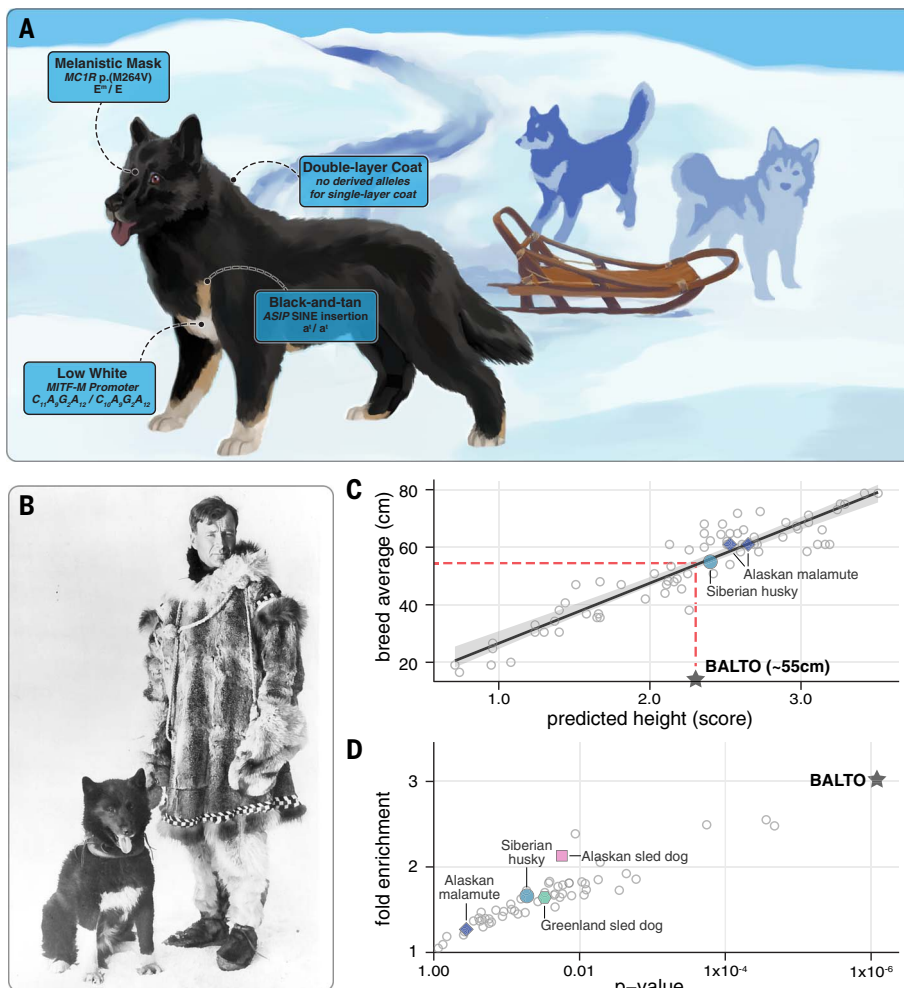 A
Melanistic Mask
MC1R p.(M264V)
Eᵐ / E
Double-layer Coat
no derived alleles
for single-layer coat
Black-and-tan
ASIP SINE insertion
aᵗ / aᵗ
Low White
MITF-M Promoter
C₁₁A₉G₂A₁₂ / C₁₀A₉G₂A₁₂
B
C
breed average (cm)
80
60
40
20
Alaskan malamute
Siberian husky
BALTO (~55cm)
1.0
2.0
3.0
predicted height (score)
D
fold enrichment
3
2
1
BALTO
Siberian
husky
Alaskan sled dog
Alaskan
malamute
Greenland sled dog
1.00
0.01
1x10⁻⁴
1x10⁻⁶
p-value